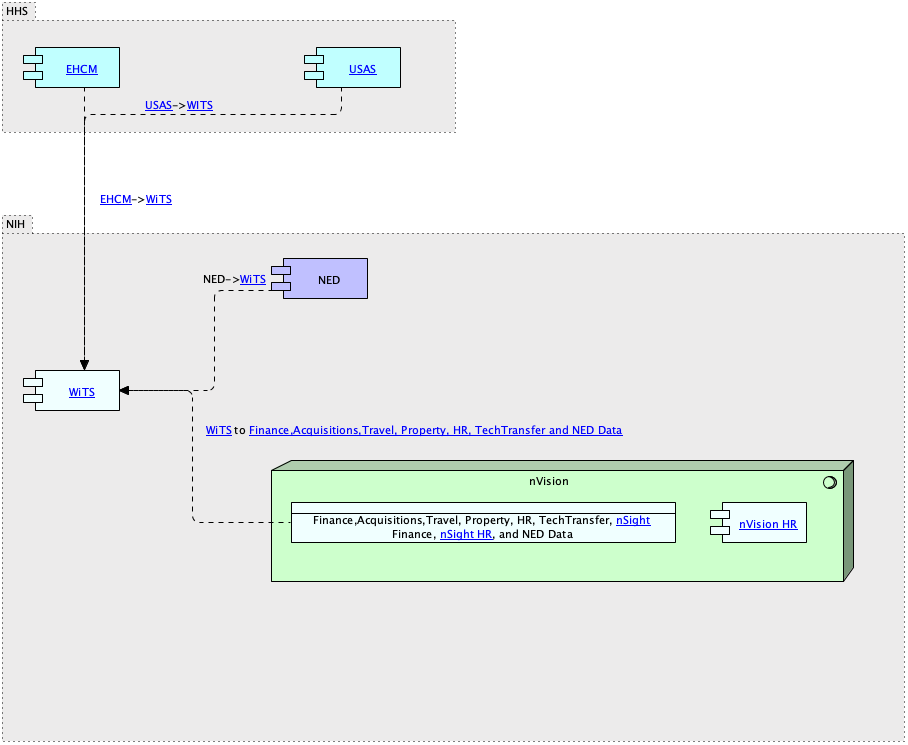 HHS
EHCM
USAS
USAS->WITS
EHCM->WiTS
NIH
NED->WiTS
NED
WiTS
WiTS to Finance,Acquisitions,Travel, Property, HR, TechTransfer and NED Data
nVision
Finance,Acquisitions,Travel, Property, HR, TechTransfer, nSight
Finance, nSight HR, and NED Data
nVision HR